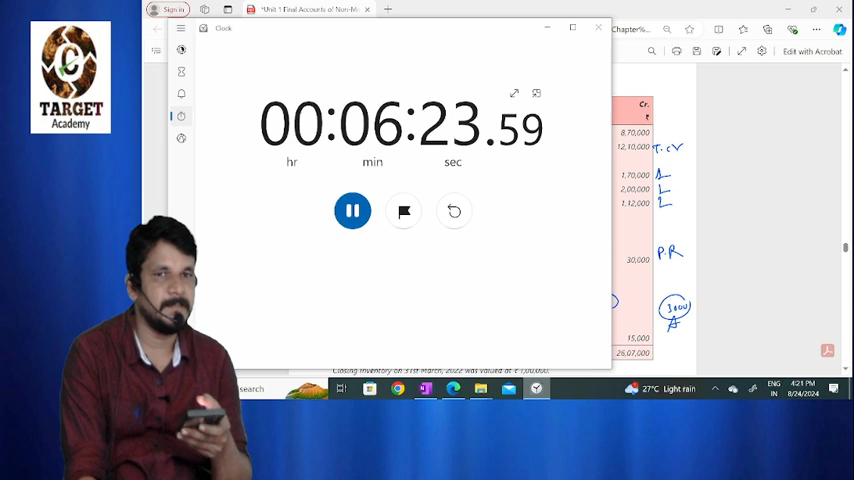 Sign in
*Unit 1 Final Accounts of Non-M
Clock
Chapter%
Edit with Acrobat
C
TARGET
Academy
00:06:23.59
hr min sec
Cr.
₹
8,70,000
12,10,000
1,70,000
2,00,000
1,12,000
30,000
P.R
3000
A
15,000
26,07,000
Closing Inventory on 31st March, 2022 was valued at ₹ 1,00,000.
search
27°C Light rain
ENG
IN
4:21 PM
8/24/2024